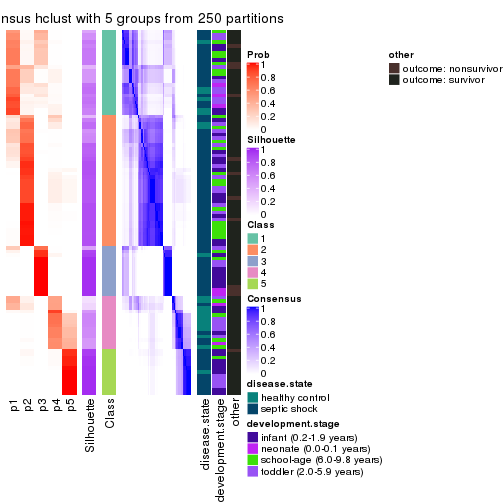 nsus hclust with 5 groups from 250 partitions
Prob
1
0.8
0.6
0.4
0.2
0
Silhouette
1
0.8
0.6
0.4
0.2
0
Class
1
2
3
4
5
Consensus
1
0.8
0.6
0.4
0.2
0
disease.state
healthy control
septic shock
development.stage
infant (0.2-1.9 years)
neonate (0.0-0.1 years)
school-age (6.0-9.8 years)
toddler (2.0-5.9 years)
other
outcome: nonsurvivor
outcome: survivor
p1
p2
p3
p4
p5
Silhouette
Class
disease.state
development.stage
other